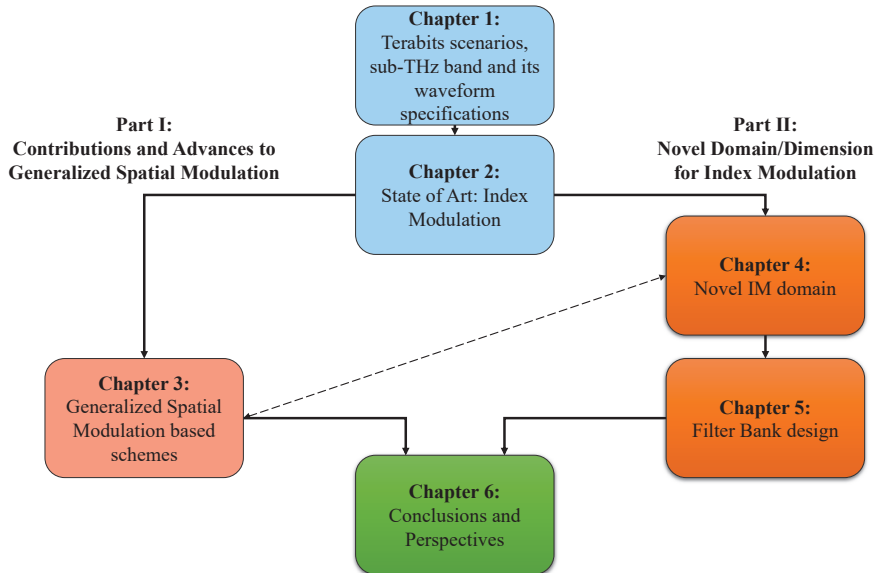 Chapter 1:
Terabits scenarios,
sub-THz band and its
waveform
specifications
Part I:
Contributions and Advances to
Generalized Spatial Modulation
Part II:
Novel Domain/Dimension
for Index Modulation
Chapter 2:
State of Art: Index
Modulation
Chapter 4:
Novel IM domain
Chapter 3:
Generalized Spatial
Modulation based
schemes
Chapter 5:
Filter Bank design
Chapter 6:
Conclusions and
Perspectives